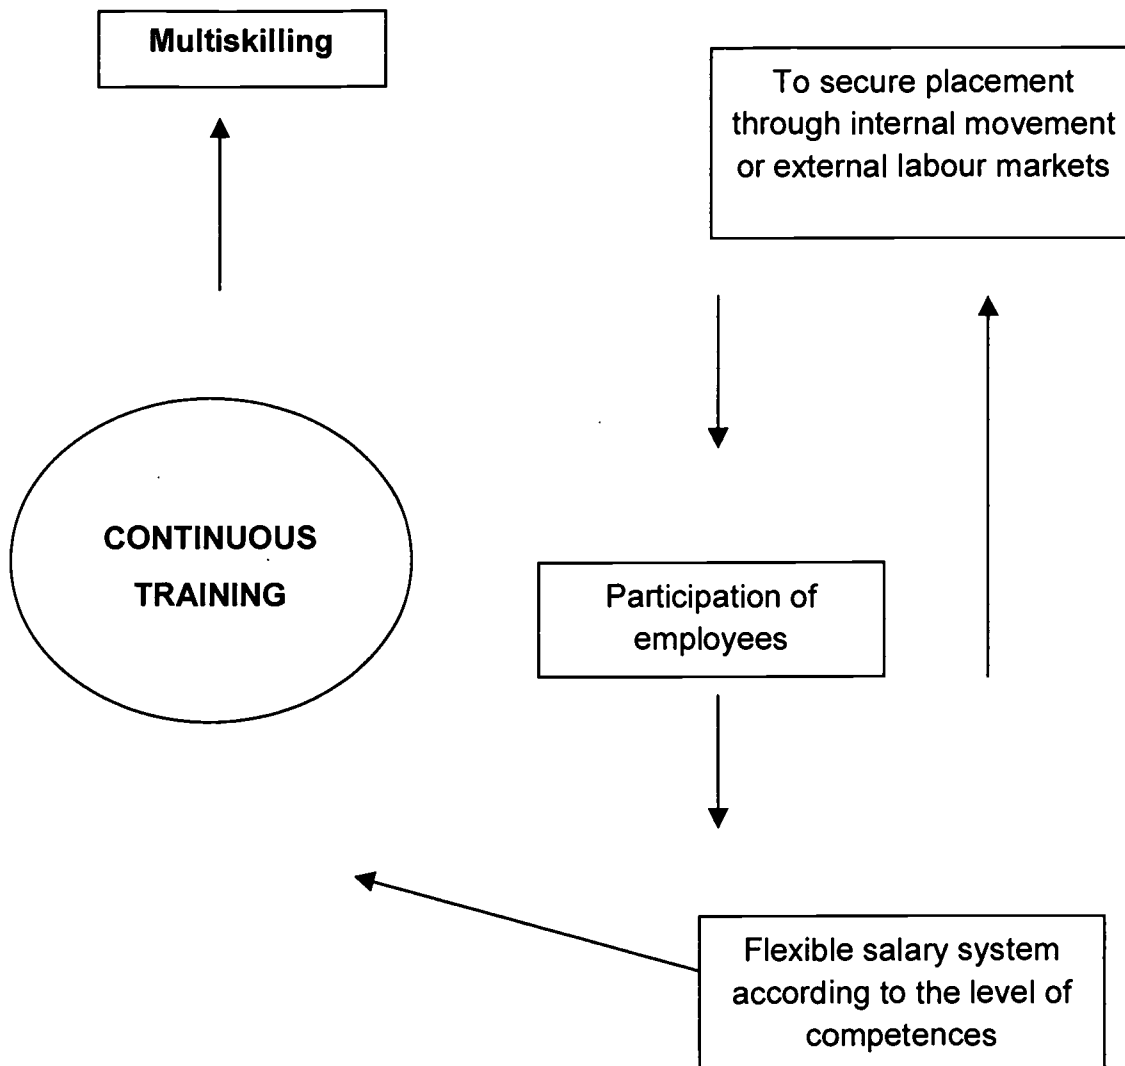 Multiskilling
To secure placement
through internal movement
or external labour markets
CONTINUOUS
TRAINING
Participation of
employees
Flexible salary system
according to the level of
competences